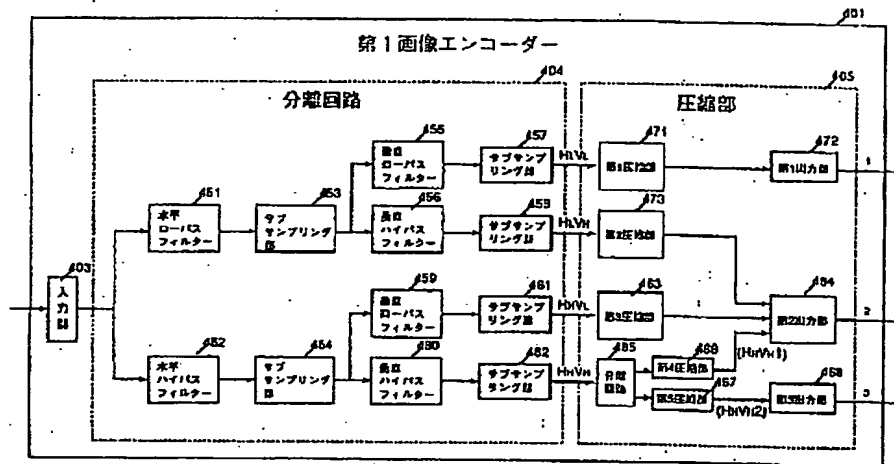 401
第1画像エンコーダー
404
405
分離回路
圧縮部
455
垂直
ローパス
フィルター
457
サブサンプ
リング部
HLVL
471
第1圧縮部
472
第1出力部
1
451
水平
ローパス
フィルター
453
サブ
サンプリング
部
456
垂直
ハイパス
フィルター
サブサンプ
リング部
HLVH
473
第2圧縮部
403
入
力
部
459
垂直
ローパス
フィルター
461
サブサンプ
リング部
HHVL
463
第3圧縮部
464
第2出力部
2
452
水平
ハイパス
フィルター
454
サブ
サンプリング
部
460
垂直
ハイパス
フィルター
462
サブサンプ
リング部
HHVH
465
分離
回路
466
第4圧縮部
(HHVH1)
467
第5圧縮部
(HHVH2)
468
第3出力部
3